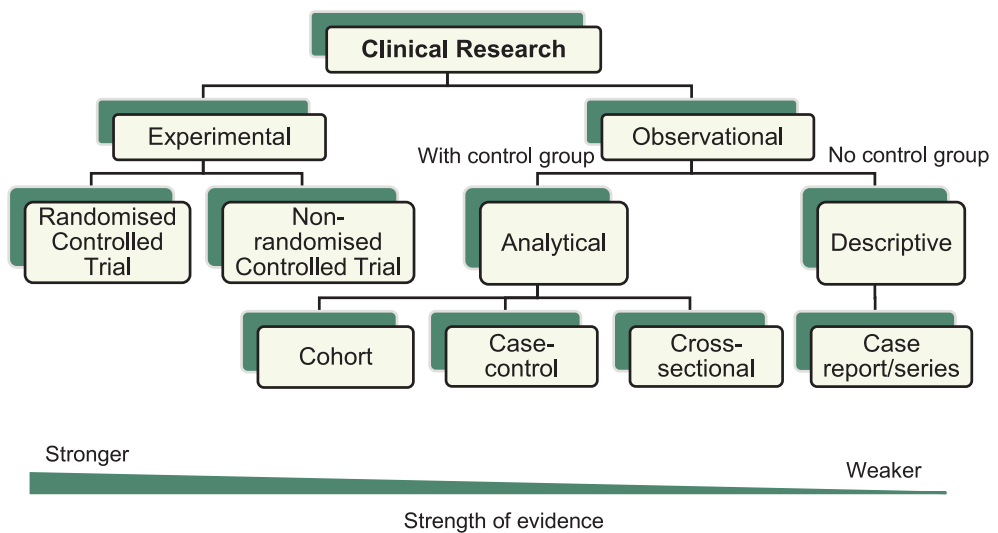 Clinical Research
Experimental
Observational
With control group
No control group
Randomised
Controlled
Trial
Non-
randomised
Controlled Trial
Analytical
Descriptive
Cohort
Case-
control
Cross-
sectional
Case
report/series
Stronger
Weaker
Strength of evidence